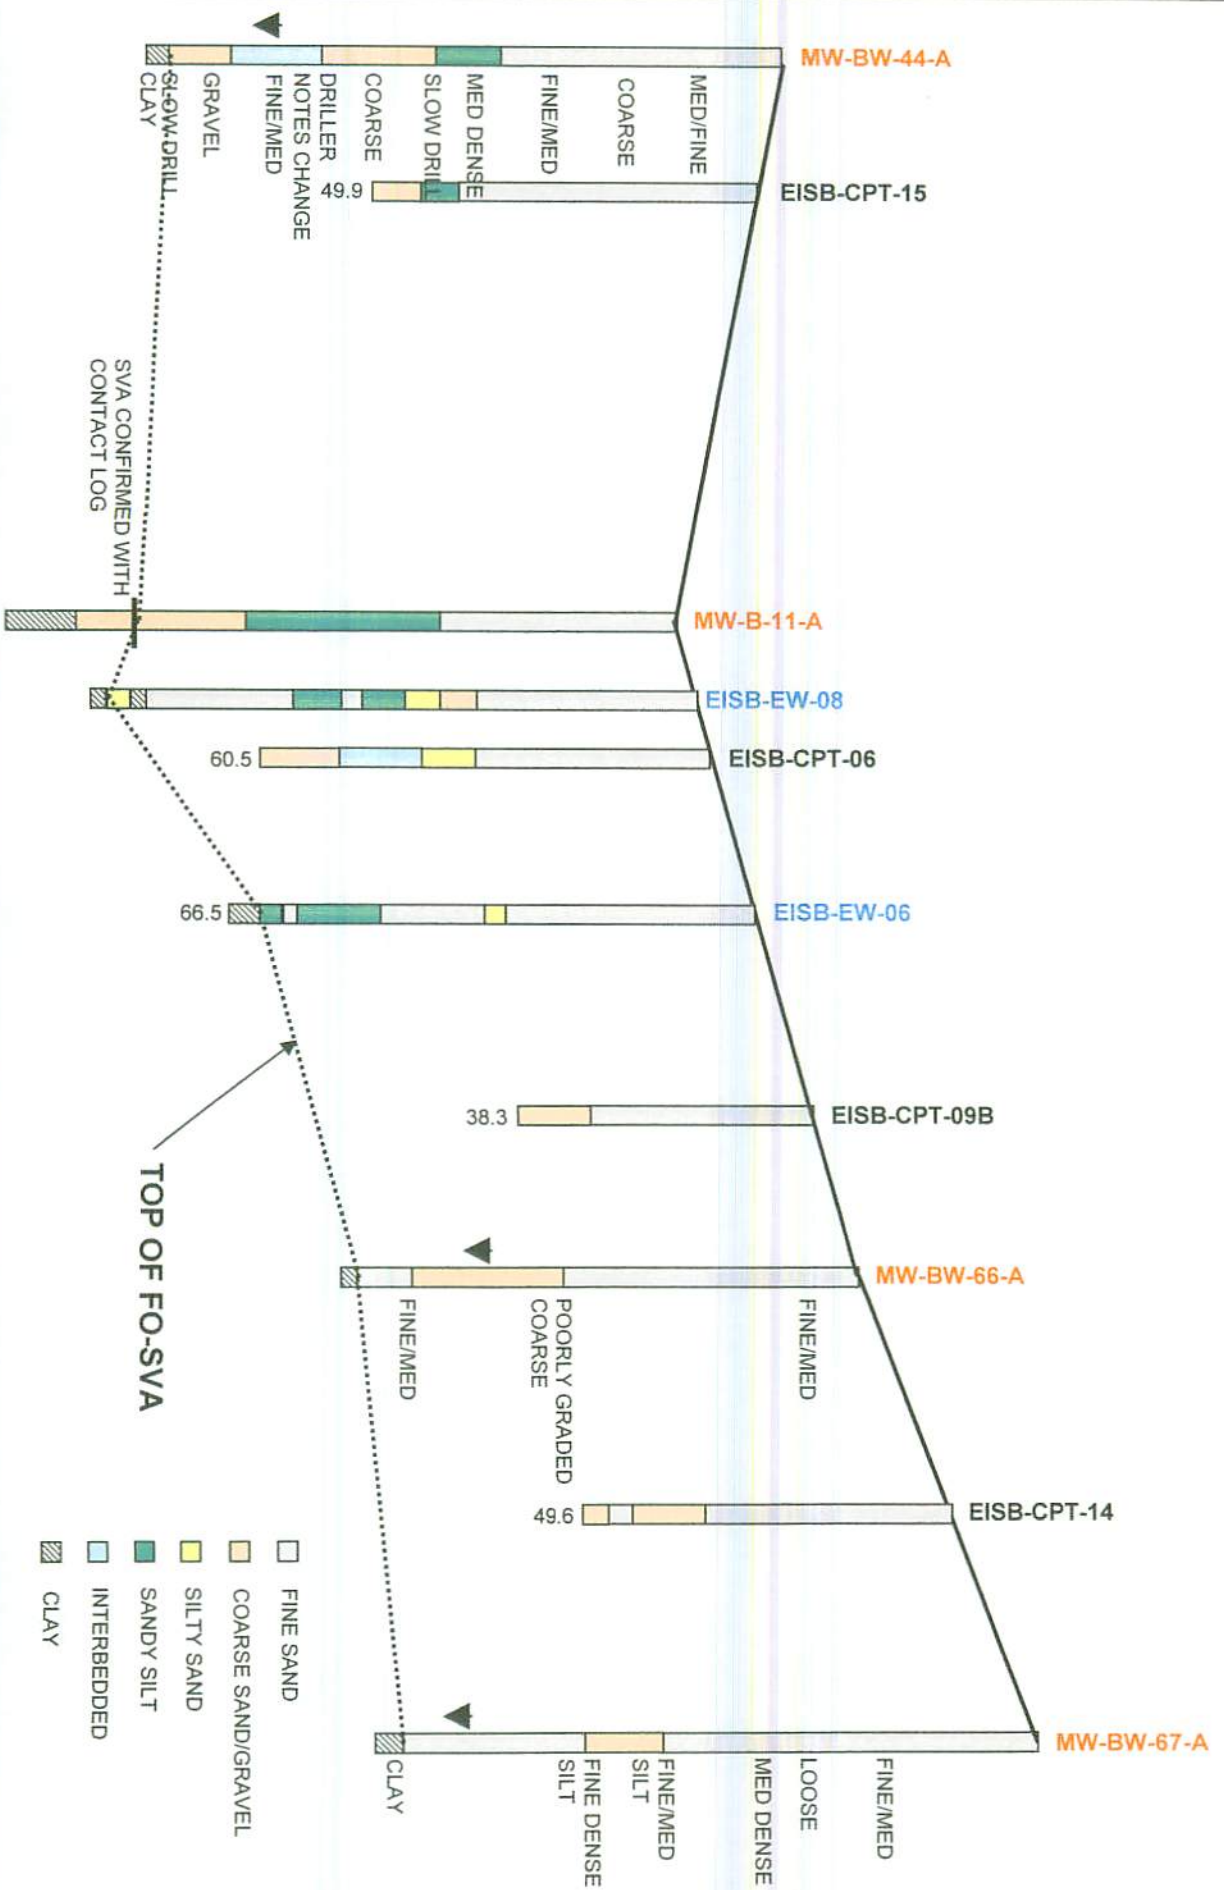 MW-BW-44-A
MED/FINE
COARSE
FINE/MED
MED DENSE
SLOW DRILL
COARSE
DRILLER
NOTES CHANGE
FINE/MED
GRAVEL
SLOW DRILL
CLAY
EISB-CPT-15
49.9
SVA CONFIRMED WITH
CONTACT LOG
MW-B-11-A
EISB-EW-08
EISB-CPT-06
60.5
EISB-EW-06
66.5
TOP OF FO-SVA
EISB-CPT-09B
38.3
MW-BW-66-A
FINE/MED
POORLY GRADED
COARSE
FINE/MED
EISB-CPT-14
49.6
MW-BW-67-A
FINE/MED
LOOSE
MED DENSE
FINE/MED
SILT
FINE DENSE
SILT
CLAY
FINE SAND
COARSE SAND/GRAVEL
SILTY SAND
SANDY SILT
INTERBEDDED
CLAY